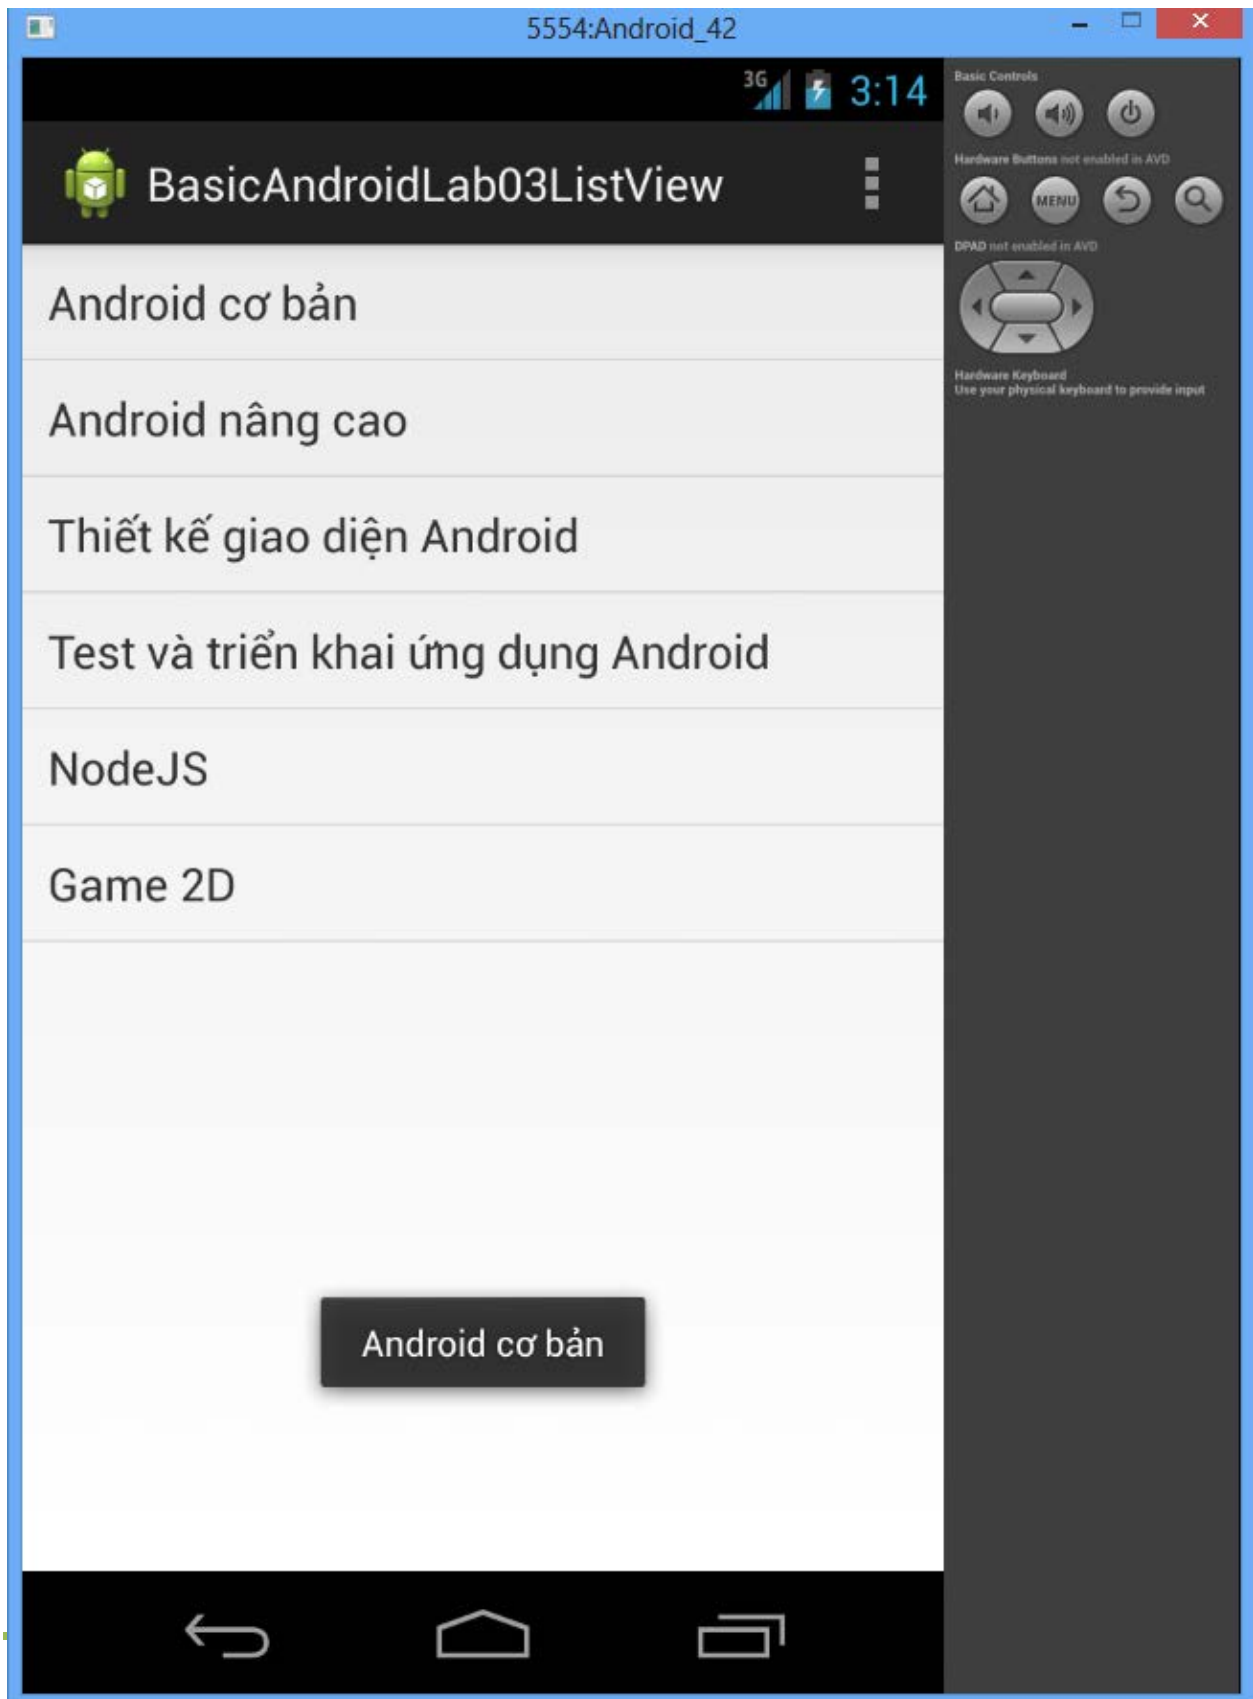 5554:Android_42
3G 3:14
BasicAndroidLab03ListView
Android cơ bản
Android nâng cao
Thiết kế giao diện Android
Test và triển khai ứng dụng Android
NodeJS
Game 2D
Android cơ bản
Basic Controls
Hardware Buttons not enabled in AVD
MENU
DPAD not enabled in AVD
Hardware Keyboard
Use your physical keyboard to provide input